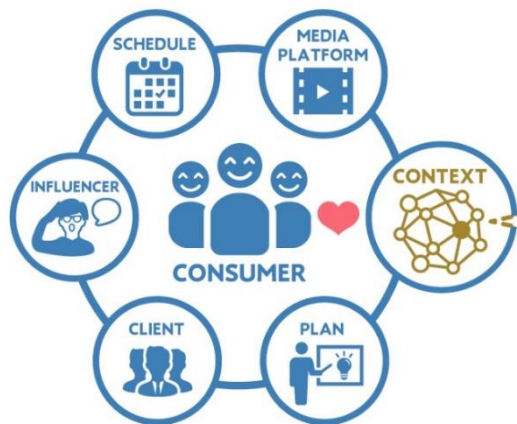 SCHEDULE
MEDIA
PLATFORM
INFLUENCER
CONTEXT
CONSUMER
CLIENT
PLAN